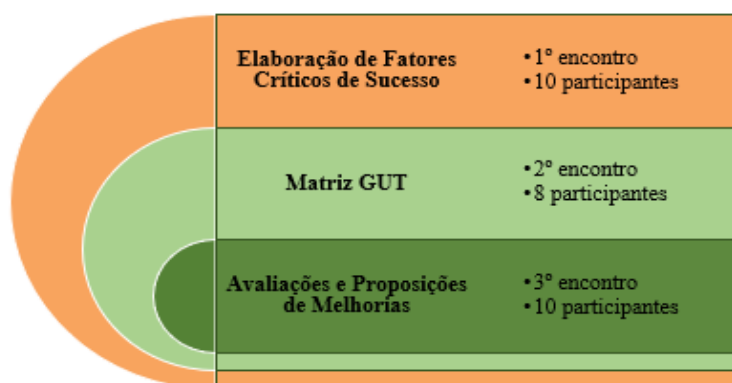 Elaboração de Fatores
Críticos de Sucesso
•1º encontro
•10 participantes
Matriz GUT
•2º encontro
•8 participantes
Avaliações e Proposições
de Melhorias
•3º encontro
•10 participantes